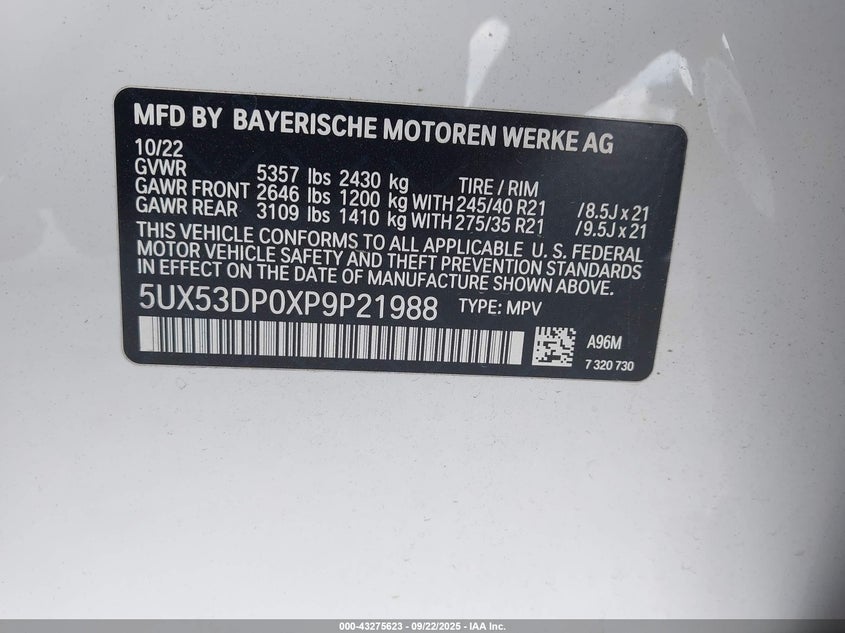 MFD BY BAYERISCHE MOTOREN WERKE AG
10/22
GVWR 5357 lbs 2430 kg TIRE / RIM
GAWR FRONT 2646 lbs 1200 kg WITH 245/40 R21 /8.5J x 21
GAWR REAR 3109 lbs 1410 kg WITH 275/35 R21 /9.5J x 21
THIS VEHICLE CONFORMS TO ALL APPLICABLE U. S. FEDERAL
MOTOR VEHICLE SAFETY AND THEFT PREVENTION STANDARDS
IN EFFECT ON THE DATE OF MANUFACTURE SHOWN ABOVE.
5UX53DP0XP9P21988 TYPE: MPV
A96M
7 320 730
000-43275623 - 09/22/2025 - IAA Inc.